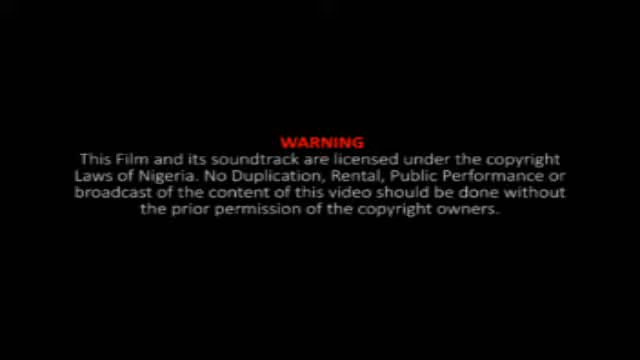 WARNING
This Film and its soundtrack are licensed under the copyright
Laws of Nigeria. No Duplication, Rental, Public Performance or
broadcast of the content of this video should be done without
the prior permission of the copyright owners.